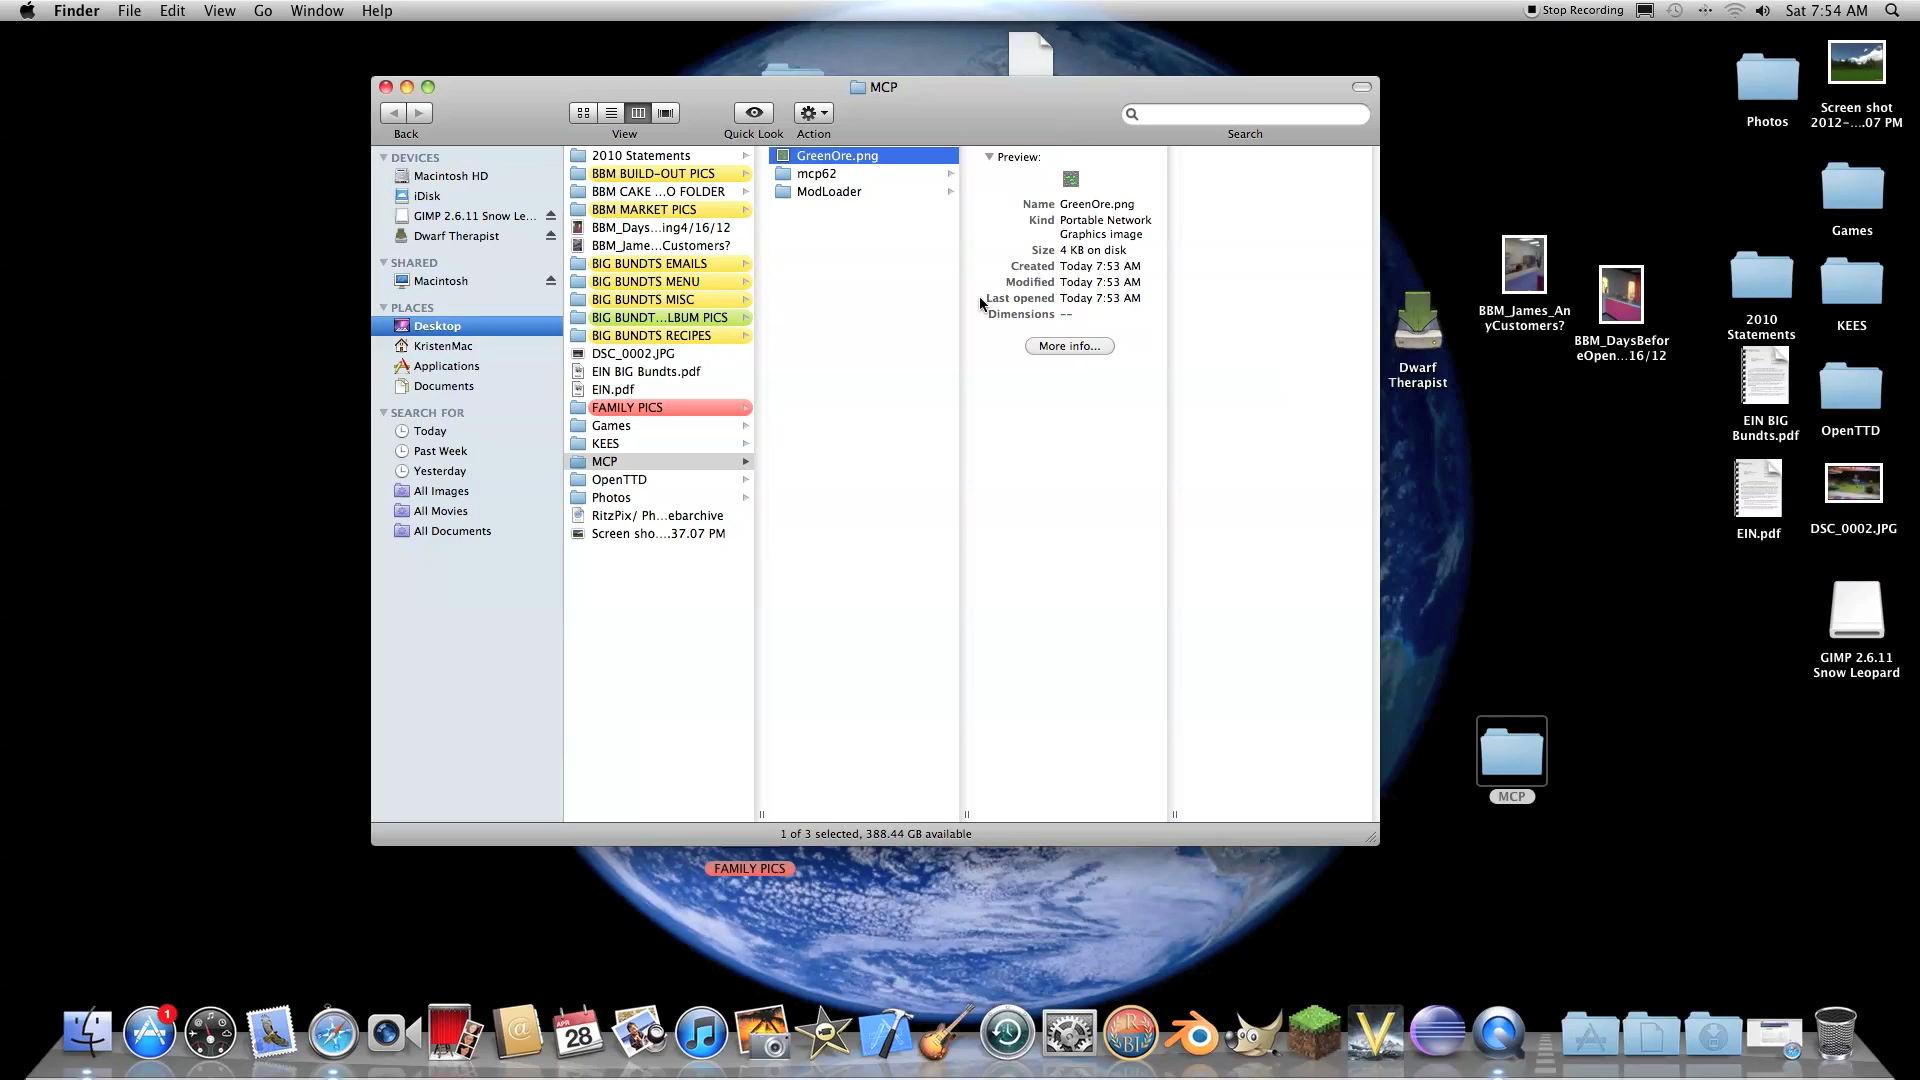 Finder File Edit View Go Window Help
Stop Recording Sat 7:54 AM
MCP
Back
View
Quick Look
Action
Search
DEVICES
Macintosh HD
iDisk
GIMP 2.6.11 Snow Le...
Dwarf Therapist
SHARED
Macintosh
PLACES
Desktop
KristenMac
Applications
Documents
SEARCH FOR
Today
Past Week
Yesterday
All Images
All Movies
All Documents
2010 Statements
BBM BUILD-OUT PICS
BBM CAKE ...O FOLDER
BBM MARKET PICS
BBM_Days...ing4/16/12
BBM_Jame...Customers?
BIG BUNDTS EMAILS
BIG BUNDTS MENU
BIG BUNDTS MISC
BIG BUNDT...LBUM PICS
BIG BUNDTS RECIPES
DSC_0002.JPG
EIN BIG Bundts.pdf
EIN.pdf
FAMILY PICS
Games
KEES
MCP
OpenTTD
Photos
RitzPix/ Ph...ebarchive
Screen sho....37.07 PM
GreenOre.png
mcp62
ModLoader
Preview:
Name GreenOre.png
Kind Portable Network
Graphics image
Size 4 KB on disk
Created Today 7:53 AM
Modified Today 7:53 AM
Last opened Today 7:53 AM
Dimensions --
More info...
1 of 3 selected, 388.44 GB available
Photos
Screen shot
2012-....07 PM
Games
BBM_James_An
yCustomers?
BBM_DaysBefor
eOpen...16/12
2010
Statements
KEES
Dwarf
Therapist
EIN BIG
Bundts.pdf
OpenTTD
EIN.pdf
DSC_0002.JPG
GIMP 2.6.11
Snow Leopard
MCP
FAMILY PICS
1
APR
28